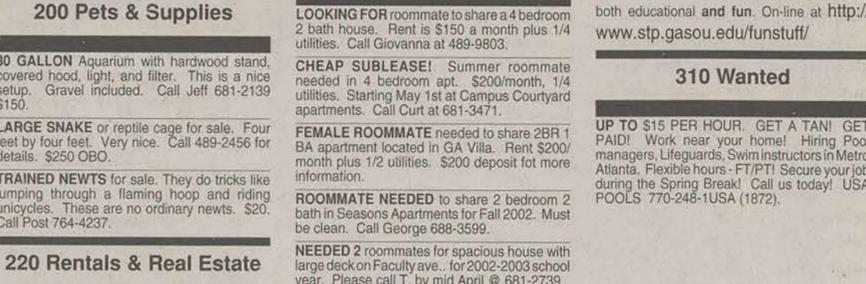 200 Pets & Supplies
30 GALLON Aquarium with hardwood stand,
covered hood, light, and filter. This is a nice
setup. Gravel included. Call Jeff 681-2139
$150.
LARGE SNAKE or reptile cage for sale. Four
feet by four feet. Very nice. Call 489-2456 for
details. $250 OBO.
TRAINED NEWTS for sale. They do tricks like
jumping through a flaming hoop and riding
unicycles. These are no ordinary newts. $20.
Call Post 764-4237.
220 Rentals & Real Estate
LOOKING FOR roommate to share a 4 bedroom
2 bath house. Rent is $150 a month plus 1/4
utilities. Call Giovanna at 489-9803.
CHEAP SUBLEASE! Summer roommate
needed in 4 bedroom apt. $200/month, 1/4
utilities. Starting May 1st at Campus Courtyard
apartments. Call Curt at 681-3471.
FEMALE ROOMMATE needed to share 2BR 1
BA apartment located in GA Villa. Rent $200/
month plus 1/2 utilities. $200 deposit fot more
information.
ROOMMATE NEEDED to share 2 bedroom 2
bath in Seasons Apartments for Fall 2002. Must
be clean. Call George 688-3599.
NEEDED 2 roommates for spacious house with
large deck on Faculty ave.. for 2002-2003 school
year. Please call T. by mid April @ 681-2739
both educational and fun. On-line at http://
www.stp.gasou.edu/funstuff/
310 Wanted
UP TO $15 PER HOUR. GET A TAN! GET
PAID! Work near your home! Hiring Pool
managers, Lifeguards, Swim instructors in Metro
Atlanta. Flexible hours - FT/PT! Secure your job
during the Spring Break! Call us today! USA
POOLS 770-248-1USA (1872).